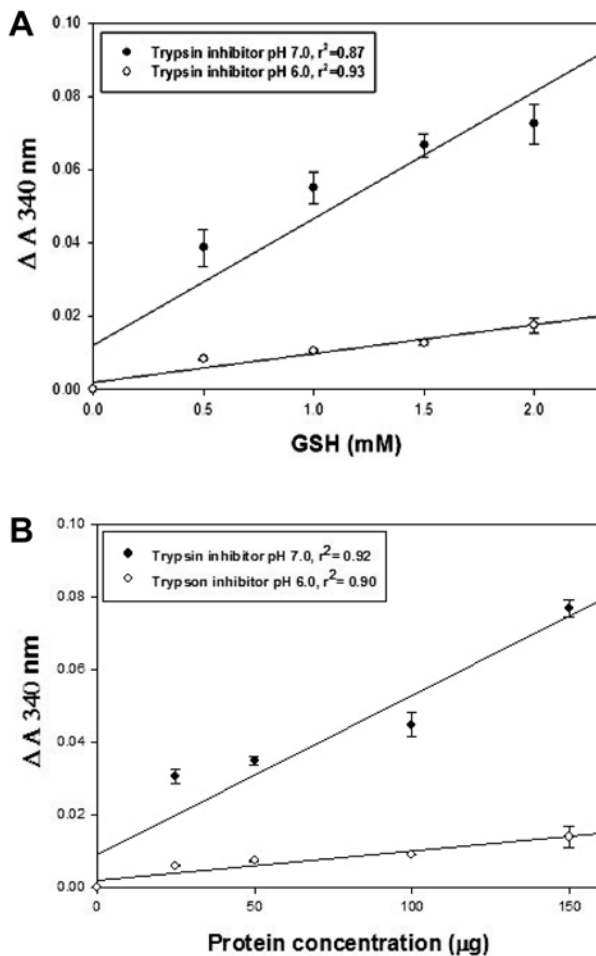 A
Trypsin inhibitor pH 7.0, r²=0.87
Trypsin inhibitor pH 6.0, r²=0.93
0.10
0.08
0.06
0.04
0.02
0.00
Δ A 340 nm
0.0 0.5 1.0 1.5 2.0
GSH (mM)
B
Trypsin inhibitor pH 7.0, r²= 0.92
Trypson inhibitor pH 6.0, r²= 0.90
0.10
0.08
0.06
0.04
0.02
0.00
Δ A 340 nm
0 50 100 150
Protein concentration (µg)